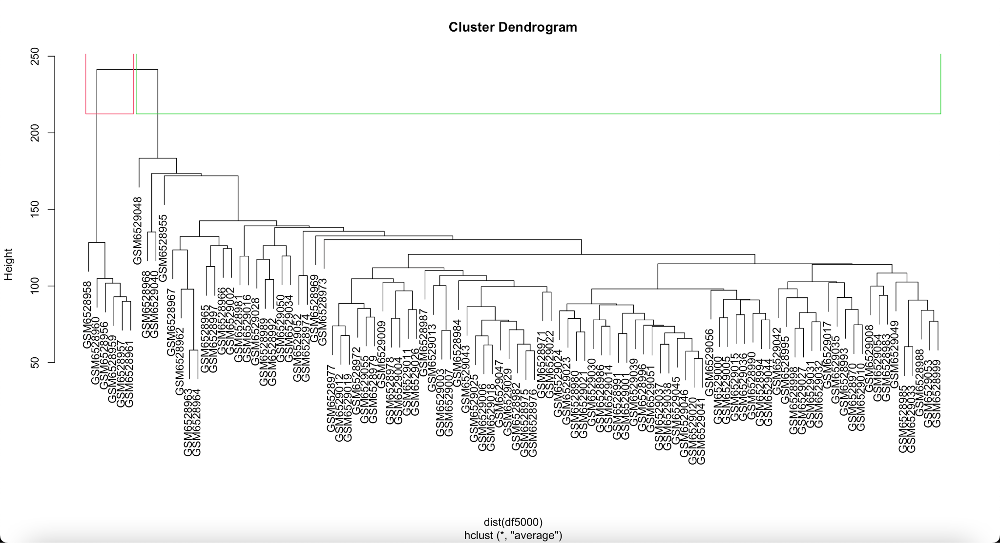 Cluster Dendrogram
Height
250
200
150
100
50
GSM6528958
GSM6528960
GSM6528956
GSM6528959
GSM6528957
GSM6528961
GSM6529048
GSM6528968
GSM6529040
GSM6528955
GSM6528967
GSM6528962
GSM6528963
GSM6528964
GSM6528965
GSM6528997
GSM6528966
GSM6529002
GSM6528981
GSM6529016
GSM6529028
GSM6528989
GSM6528992
GSM6529050
GSM6529034
GSM6529052
GSM6528974
GSM6528969
GSM6528973
GSM6528977
GSM6529012
GSM6529019
GSM6528972
GSM6529055
GSM6528979
GSM6529009
GSM6528978
GSM6529004
GSM6529011
GSM6529026
GSM6528987
GSM6529013
GSM6529003
GSM6529007
GSM6528984
GSM6529043
GSM6529025
GSM6529006
GSM6529018
GSM6529047
GSM6529029
GSM6528982
GSM6528975
GSM6528976
GSM6528971
GSM6529022
GSM6529024
GSM6529023
GSM6528980
GSM6529021
GSM6529030
GSM6528986
GSM6529014
GSM6528991
GSM6529001
GSM6529039
GSM6528996
GSM6529051
GSM6529037
GSM6529038
GSM6529045
GSM6529046
GSM6529020
GSM6529041
GSM6529056
GSM6529000
GSM6529005
GSM6529015
GSM6529036
GSM6528990
GSM6528994
GSM6529044
GSM6529042
GSM6528995
GSM6528998
GSM6529027
GSM6529031
GSM6529032
GSM6529017
GSM6529035
GSM6528993
GSM6528970
GSM6529010
GSM6529008
GSM6529054
GSM6528983
GSM6529049
GSM6528985
GSM6529033
GSM6528988
GSM6529053
GSM6528999
dist(df5000)
hclust (*, "average")